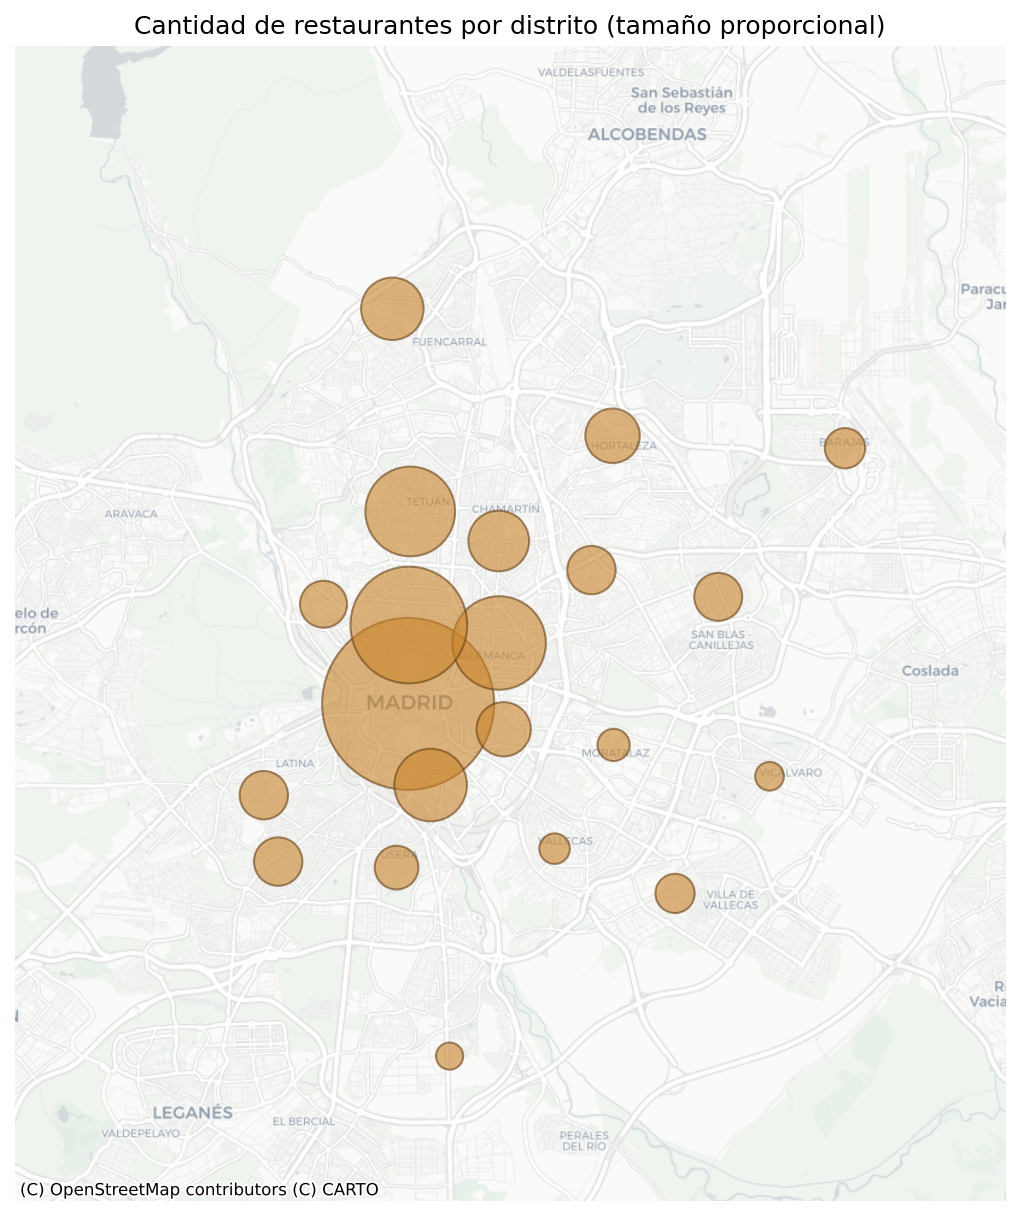 Cantidad de restaurantes por distrito (tamaño proporcional)
VALDELASFUENTES
San Sebastián
de los Reyes
ALCOBENDAS
Paracu
Jar
FUENCARRAL
HORTALEZA
BARAJAS
TETUÁN
CHAMARTÍN
ARAVACA
elo de
rcón
SAN BLAS -
CANILLEJAS
ALAMANCA
Coslada
MADRID
MORATALAZ
LATINA
VICÁLVARO
VALLECAS
USERA
VILLA DE
VALLECAS
R
Vacia
N
LEGANÉS
EL BERCIAL
VALDEPELAYO
PERALES
DEL RÍO
(C) OpenStreetMap contributors (C) CARTO